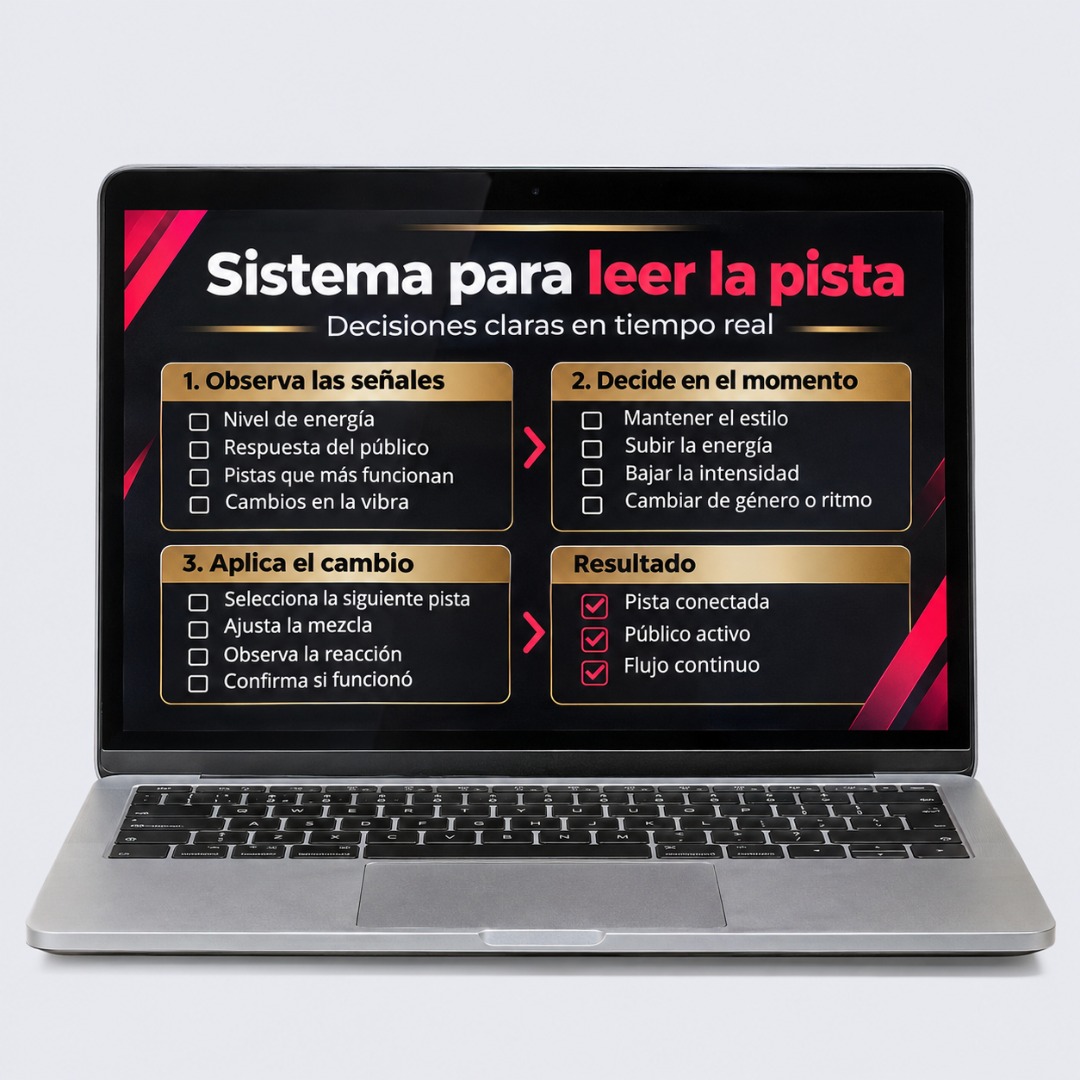 Sistema para leer la pista
Decisiones claras en tiempo real
1. Observa las señales
Nivel de energía
Respuesta del público
Pistas que más funcionan
Cambios en la vibra
2. Decide en el momento
Mantener el estilo
Subir la energía
Bajar la intensidad
Cambiar de género o ritmo
3. Aplica el cambio
Selecciona la siguiente pista
Ajusta la mezcla
Observa la reacción
Confirma si funcionó
Resultado
Pista conectada
Público activo
Flujo continuo